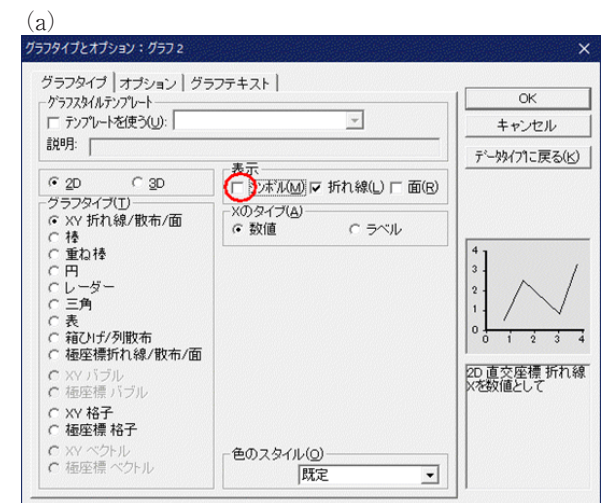 (a)
グラフタイプとオプション：グラフ 2
グラフタイプ オプション グラフテキスト
グラフスタイルテンプレート
テンプレートを使う(U):
説明:
2D 3D
表示
シンボル(M) 折れ線(L) 面(R)
グラフタイプ(T)
XY 折れ線/散布/面
棒
重ね棒
円
レーダー
三角
表
箱ひげ/列散布
極座標折れ線/散布/面
XY バブル
極座標 バブル
XY 格子
極座標 格子
XY ベクトル
極座標 ベクトル
Xのタイプ(A)
数値 ラベル
色のスタイル(O)
既定
OK
キャンセル
データタイプに戻る(K)
4
3
2
1
0
0 1 2 3 4
2D 直交座標 折れ線
Xを数値として